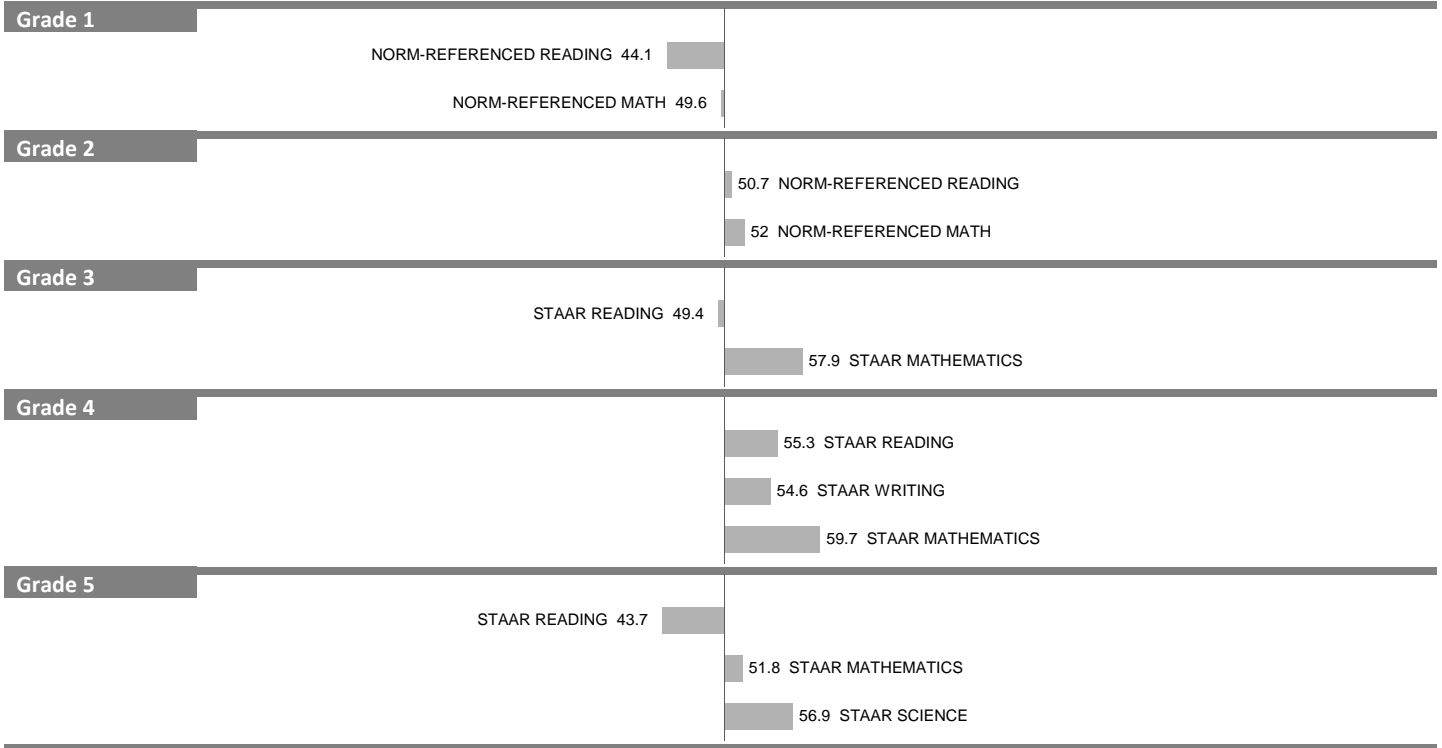 Grade 1
NORM-REFERENCED READING 44.1
NORM-REFERENCED MATH 49.6
Grade 2
50.7 NORM-REFERENCED READING
52 NORM-REFERENCED MATH
Grade 3
STAAR READING 49.4
57.9 STAAR MATHEMATICS
Grade 4
55.3 STAAR READING
54.6 STAAR WRITING
59.7 STAAR MATHEMATICS
Grade 5
STAAR READING 43.7
51.8 STAAR MATHEMATICS
56.9 STAAR SCIENCE